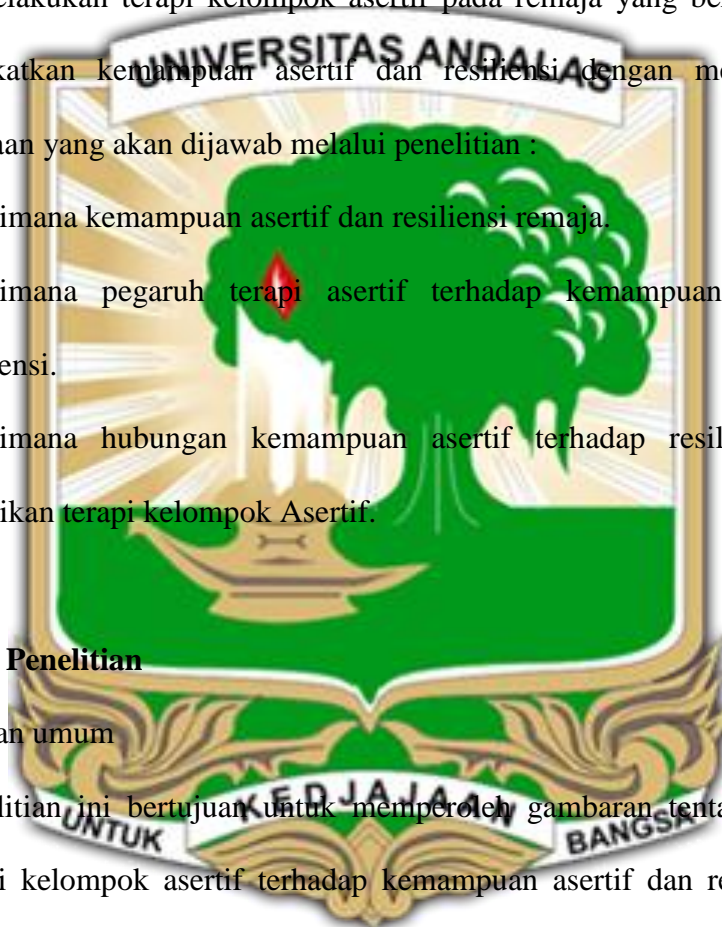 elakukan terapi kelompok asertif pada remaja yang be
UNIVERSITAS ANDALAS
katkan kemampuan asertif dan resiliensi dengan me
aan yang akan dijawab melalui penelitian :
imana kemampuan asertif dan resiliensi remaja.
imana pegaruh terapi asertif terhadap kemampuan
ensi.
imana hubungan kemampuan asertif terhadap resil
ikan terapi kelompok Asertif.
Penelitian
an umum
litian ini bertujuan untuk memperoleh gambaran tenta
UNTUK KEDJAJAAN BANGSA
i kelompok asertif terhadap kemampuan asertif dan re